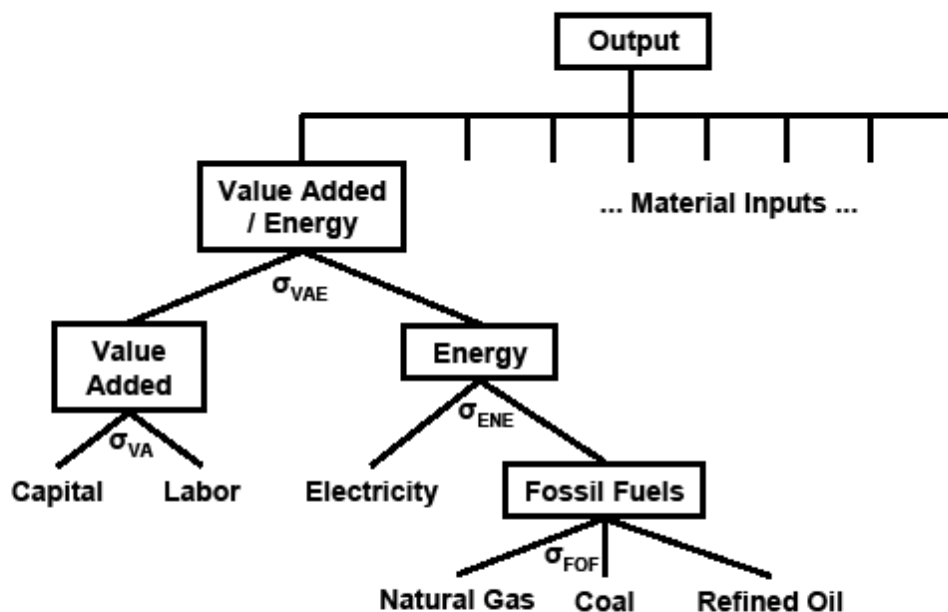 Output
Value Added
/ Energy
... Material Inputs ...
σVAE
Value
Added
Energy
σVA
σENE
Capital
Labor
Electricity
Fossil Fuels
σFOF
Natural Gas
Coal
Refined Oil